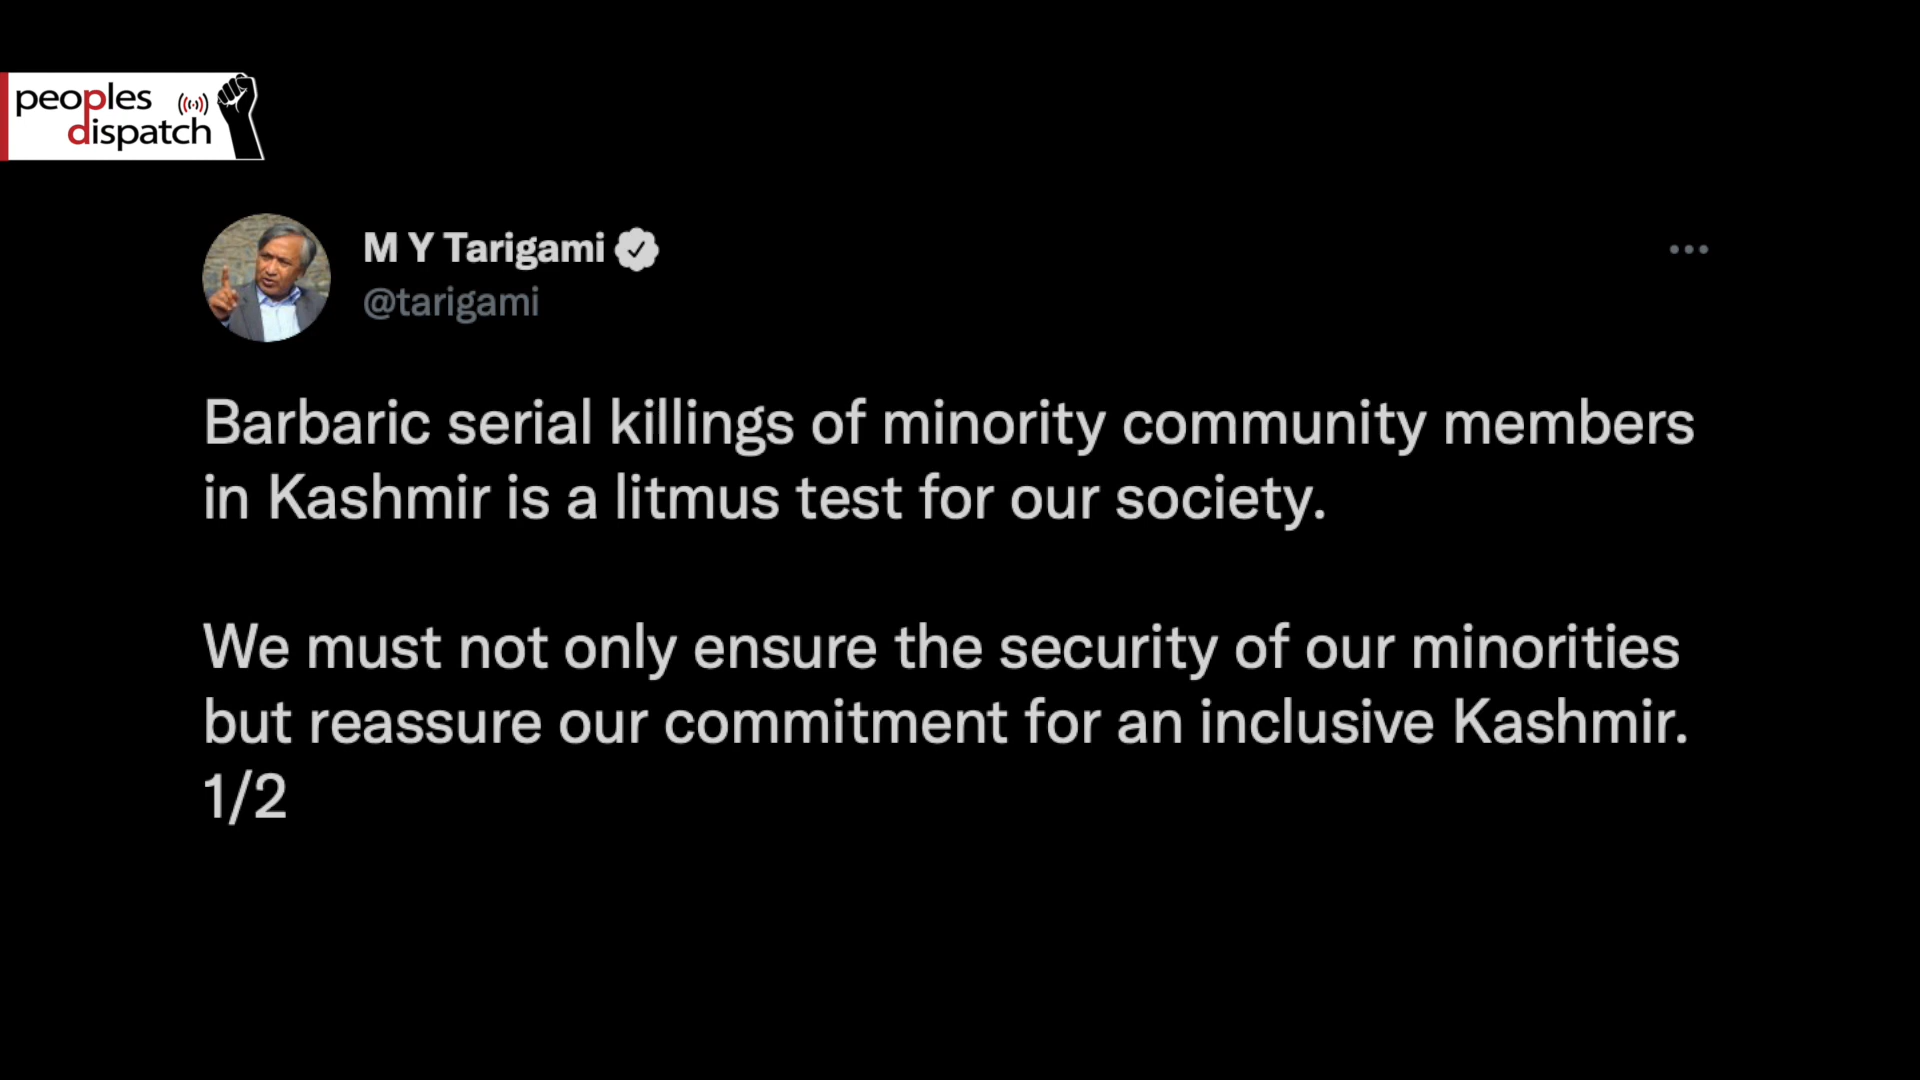 peoples
dispatch
M Y Tarigami
@tarigami
Barbaric serial killings of minority community members
in Kashmir is a litmus test for our society.
We must not only ensure the security of our minorities
but reassure our commitment for an inclusive Kashmir.
1/2